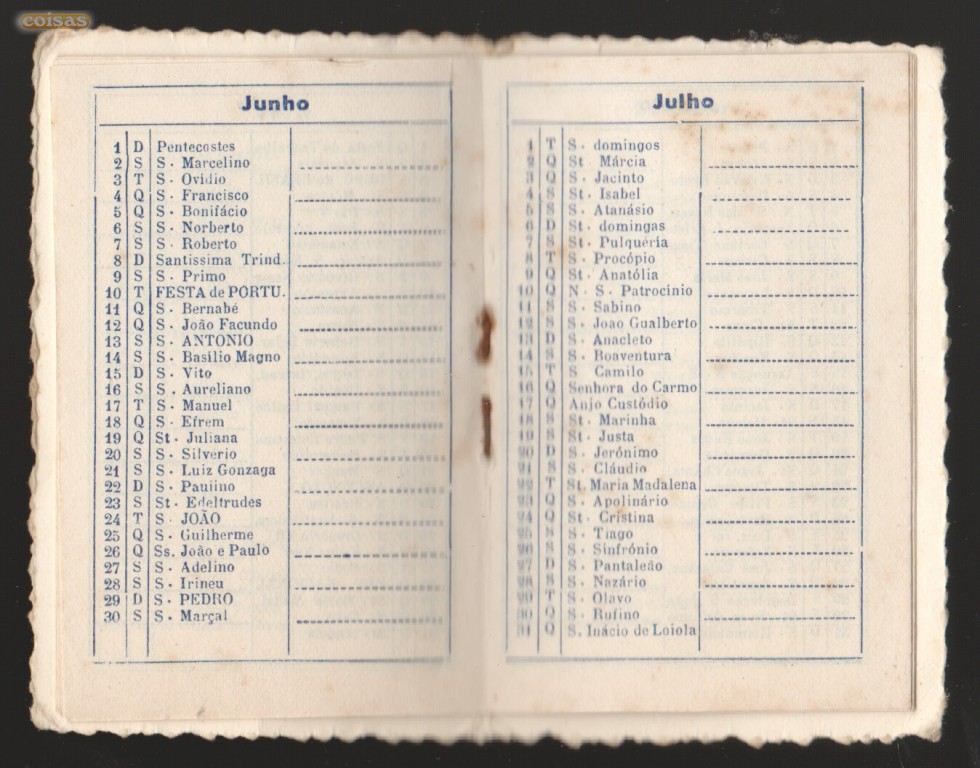 coisas
Junho
1 D Pentecostes
2 S S. Marcelino
3 T S. Ovidio
4 Q S. Francisco
5 Q S. Bonifácio
6 S S. Norberto
7 S S. Roberto
8 D Santissima Trind.
9 S S. Primo
10 T FESTA de PORTU.
11 Q S. Bernabé
12 Q S. João Facundo
13 S S. ANTONIO
14 S S. Basílio Magno
15 D S. Vito
16 S S. Aureliano
17 T S. Manuel
18 Q S. Efrem
19 Q St. Juliana
20 S S. Silvério
21 S S. Luiz Gonzaga
22 D S. Pauiino
23 S St. Edeltrudes
24 T S. JOÃO
25 Q S. Guilherme
26 Q Ss. João e Paulo
27 S S. Adelino
28 S S. Irineu
29 D S. PEDRO
30 S S. Marçal
Julho
1 T S. domingos
2 Q St. Márcia
3 Q S. Jacinto
4 S St. Isabel
5 S S. Atanásio
6 D St. domingas
7 S St. Pulquéria
8 T S. Procópio
9 Q St. Anatólia
10 Q N. S. Patrocinio
11 S S. Sabino
12 S S. Joao Gualberto
13 D S. Anacleto
14 S S. Boaventura
15 T S Camilo
16 Q Senhora do Carmo
17 Q Anjo Custódio
18 S St. Marinha
19 S St. Justa
20 D S. Jerónimo
21 S S. Cláudio
22 T St. Maria Madalena
23 Q S. Apolinário
24 Q St. Cristina
25 S S. Tiago
26 S S. Sinfrónio
27 D S. Pantaleão
28 S S. Nazário
29 T S. Olavo
30 Q S. Rufino
31 Q S. Inácio de Loiola